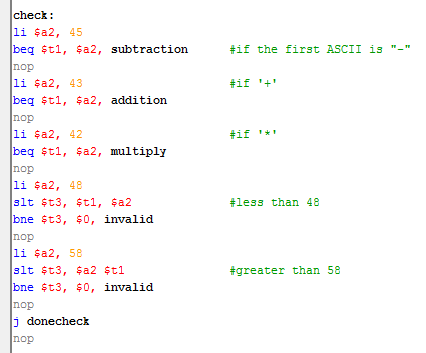 check:
li $a2, 45
beq $t1, $a2, subtraction #if the first ASCII is "-"
nop
li $a2, 43 #if '+'
beq $t1, $a2, addition
nop
li $a2, 42 #if '*'
beq $t1, $a2, multiply
nop
li $a2, 48
slt $t3, $t1, $a2 #less than 48
bne $t3, $0, invalid
nop
li $a2, 58
slt $t3, $a2 $t1 #greater than 58
bne $t3, $0, invalid
nop
j donecheck
nop